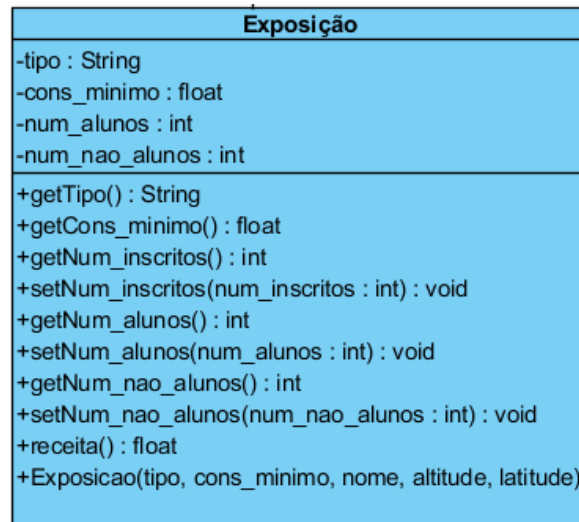 Exposição
-tipo : String
-cons_minimo : float
-num_alunos : int
-num_nao_alunos : int
+getTipo() : String
+getCons_minimo() : float
+getNum_inscritos() : int
+setNum_inscritos(num_inscritos : int) : void
+getNum_alunos() : int
+setNum_alunos(num_alunos : int) : void
+getNum_nao_alunos() : int
+setNum_nao_alunos(num_nao_alunos : int) : void
+receita() : float
+Exposicao(tipo, cons_minimo, nome, altitude, latitude)